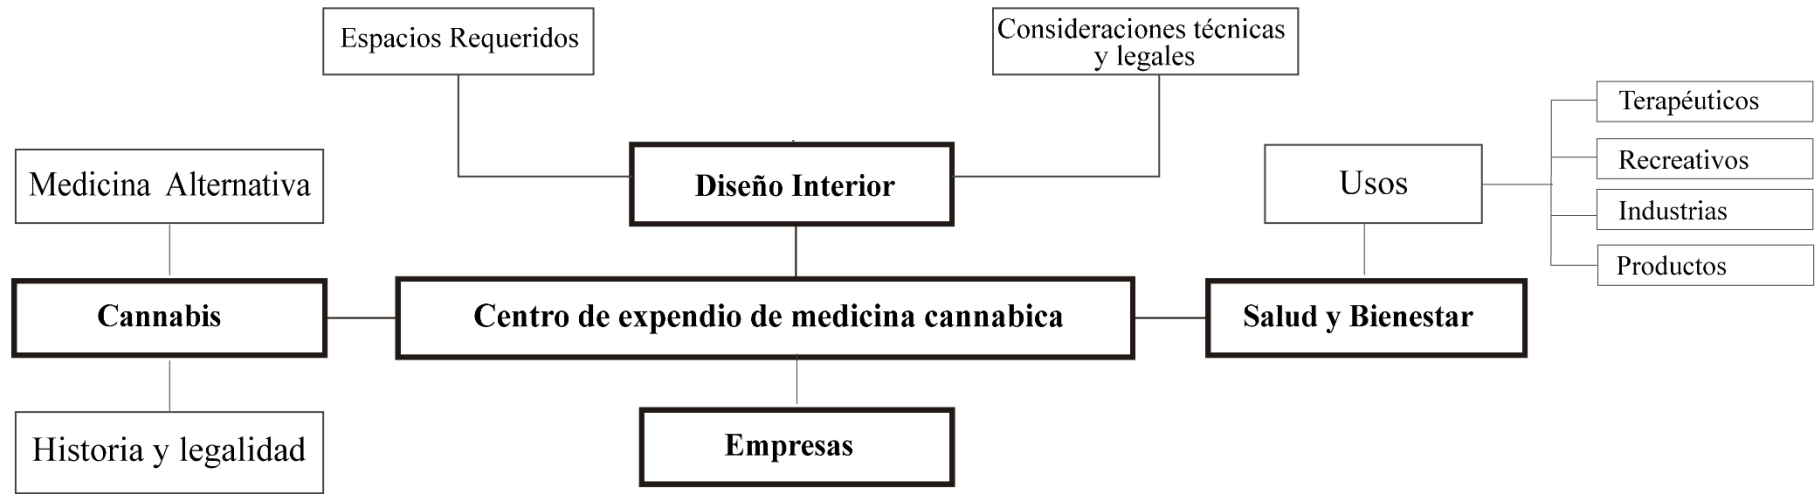 Espacios Requeridos
Consideraciones técnicas
y legales
Terapéuticos
Medicina Alternativa
Diseño Interior
Usos
Recreativos
Industrias
Productos
Cannabis
Centro de expendio de medicina cannabica
Salud y Bienestar
Historia y legalidad
Empresas